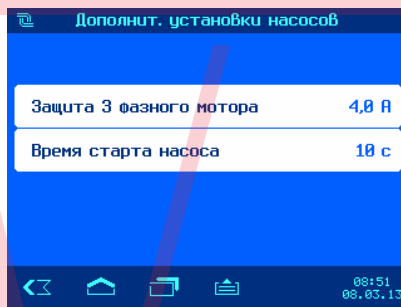 Дополнит. установки насосов
Защита 3 фазного мотора 4,0 А
Время старта насоса 10 с
08:51
08.03.13